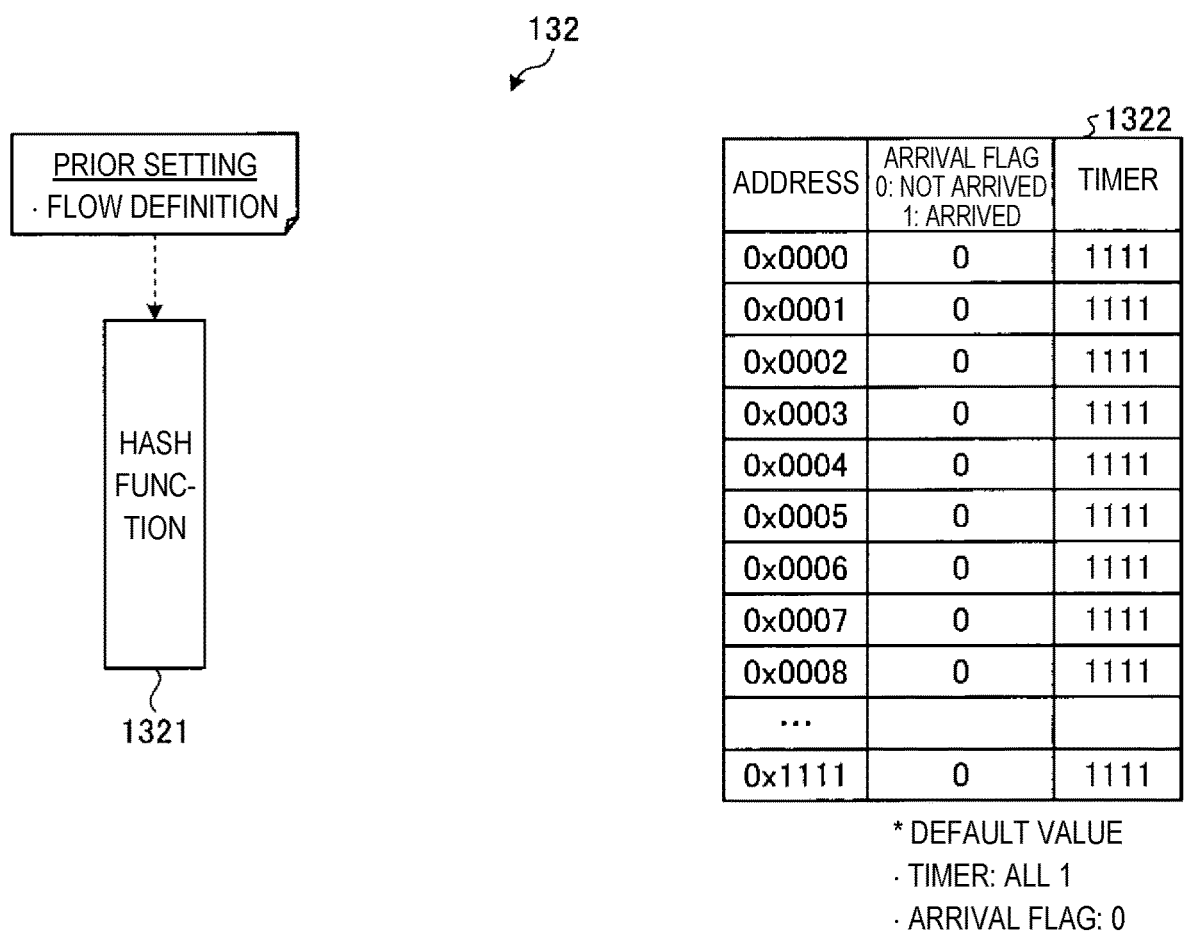 132
PRIOR SETTING
· FLOW DEFINITION
HASH
FUNC-
TION
1321
1322
ADDRESS ARRIVAL FLAG 0: NOT ARRIVED 1: ARRIVED TIMER
0x0000 0 1111
0x0001 0 1111
0x0002 0 1111
0x0003 0 1111
0x0004 0 1111
0x0005 0 1111
0x0006 0 1111
0x0007 0 1111
0x0008 0 1111
...
0x1111 0 1111
* DEFAULT VALUE
· TIMER: ALL 1
· ARRIVAL FLAG: 0